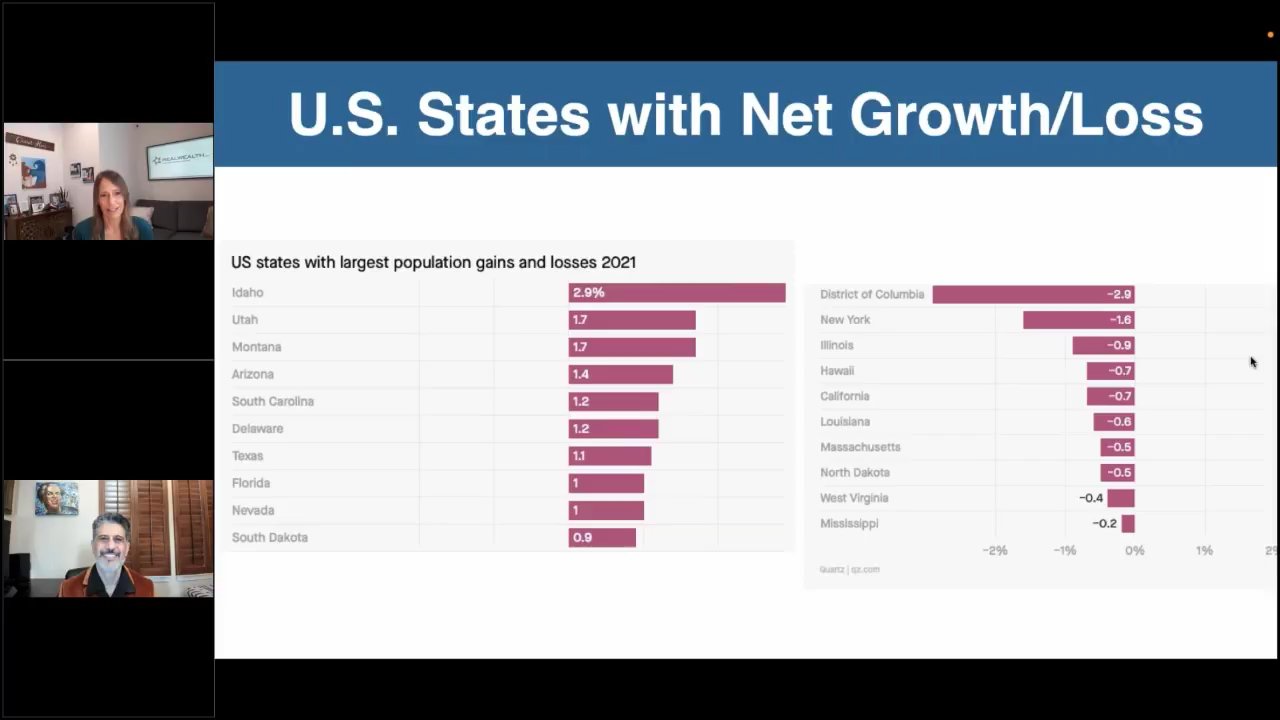 U.S. States with Net Growth/Loss
US states with largest population gains and losses 2021
Idaho 2.9%
Utah 1.7
Montana 1.7
Arizona 1.4
South Carolina 1.2
Delaware 1.2
Texas 1.1
Florida 1
Nevada 1
South Dakota 0.9
District of Columbia -2.9
New York -1.6
Illinois -0.9
Hawaii -0.7
California -0.7
Louisiana -0.6
Massachusetts -0.5
North Dakota -0.5
West Virginia -0.4
Mississippi -0.2
-2% -1% 0% 1%
Quartz | qz.com